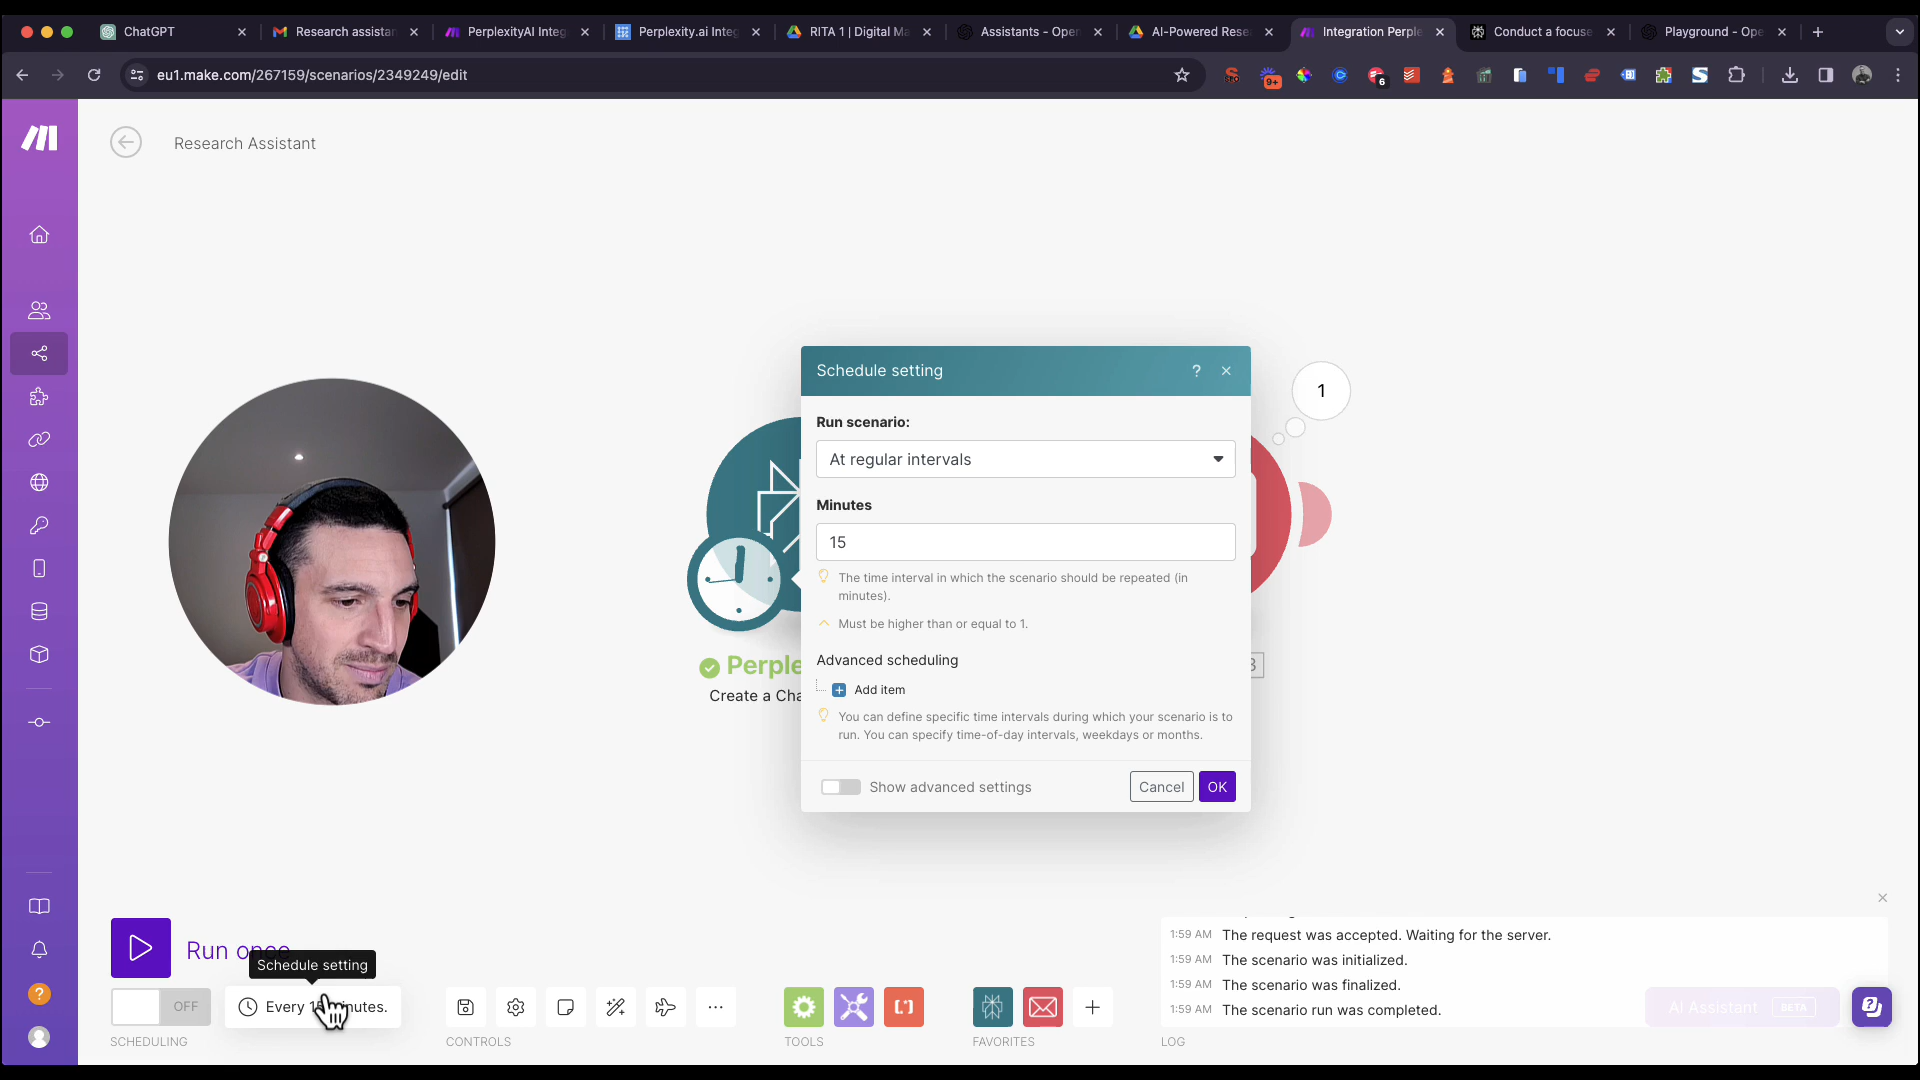 ChatGPT
Research assistan
PerplexityAI Integ
Perplexity.ai Integ
RITA 1 | Digital Ma
Assistants - Open
AI-Powered Rese
Integration Perple
Conduct a focuse
Playground - Ope
eu1.make.com/267159/scenarios/2349249/edit
9+
6
Research Assistant
Schedule setting
?
1
Run scenario:
At regular intervals
Minutes
15
The time interval in which the scenario should be repeated (in
minutes).
Must be higher than or equal to 1.
Perple
Create a Cha
3
Advanced scheduling
Add item
You can define specific time intervals during which your scenario is to
run. You can specify time-of-day intervals, weekdays or months.
Show advanced settings
Cancel
OK
Run once
Schedule setting
OFF
Every 15 minutes.
SCHEDULING
CONTROLS
TOOLS
FAVORITES
1:59 AM The request was accepted. Waiting for the server.
1:59 AM The scenario was initialized.
1:59 AM The scenario was finalized.
1:59 AM The scenario run was completed.
LOG
AI Assistant BETA
?